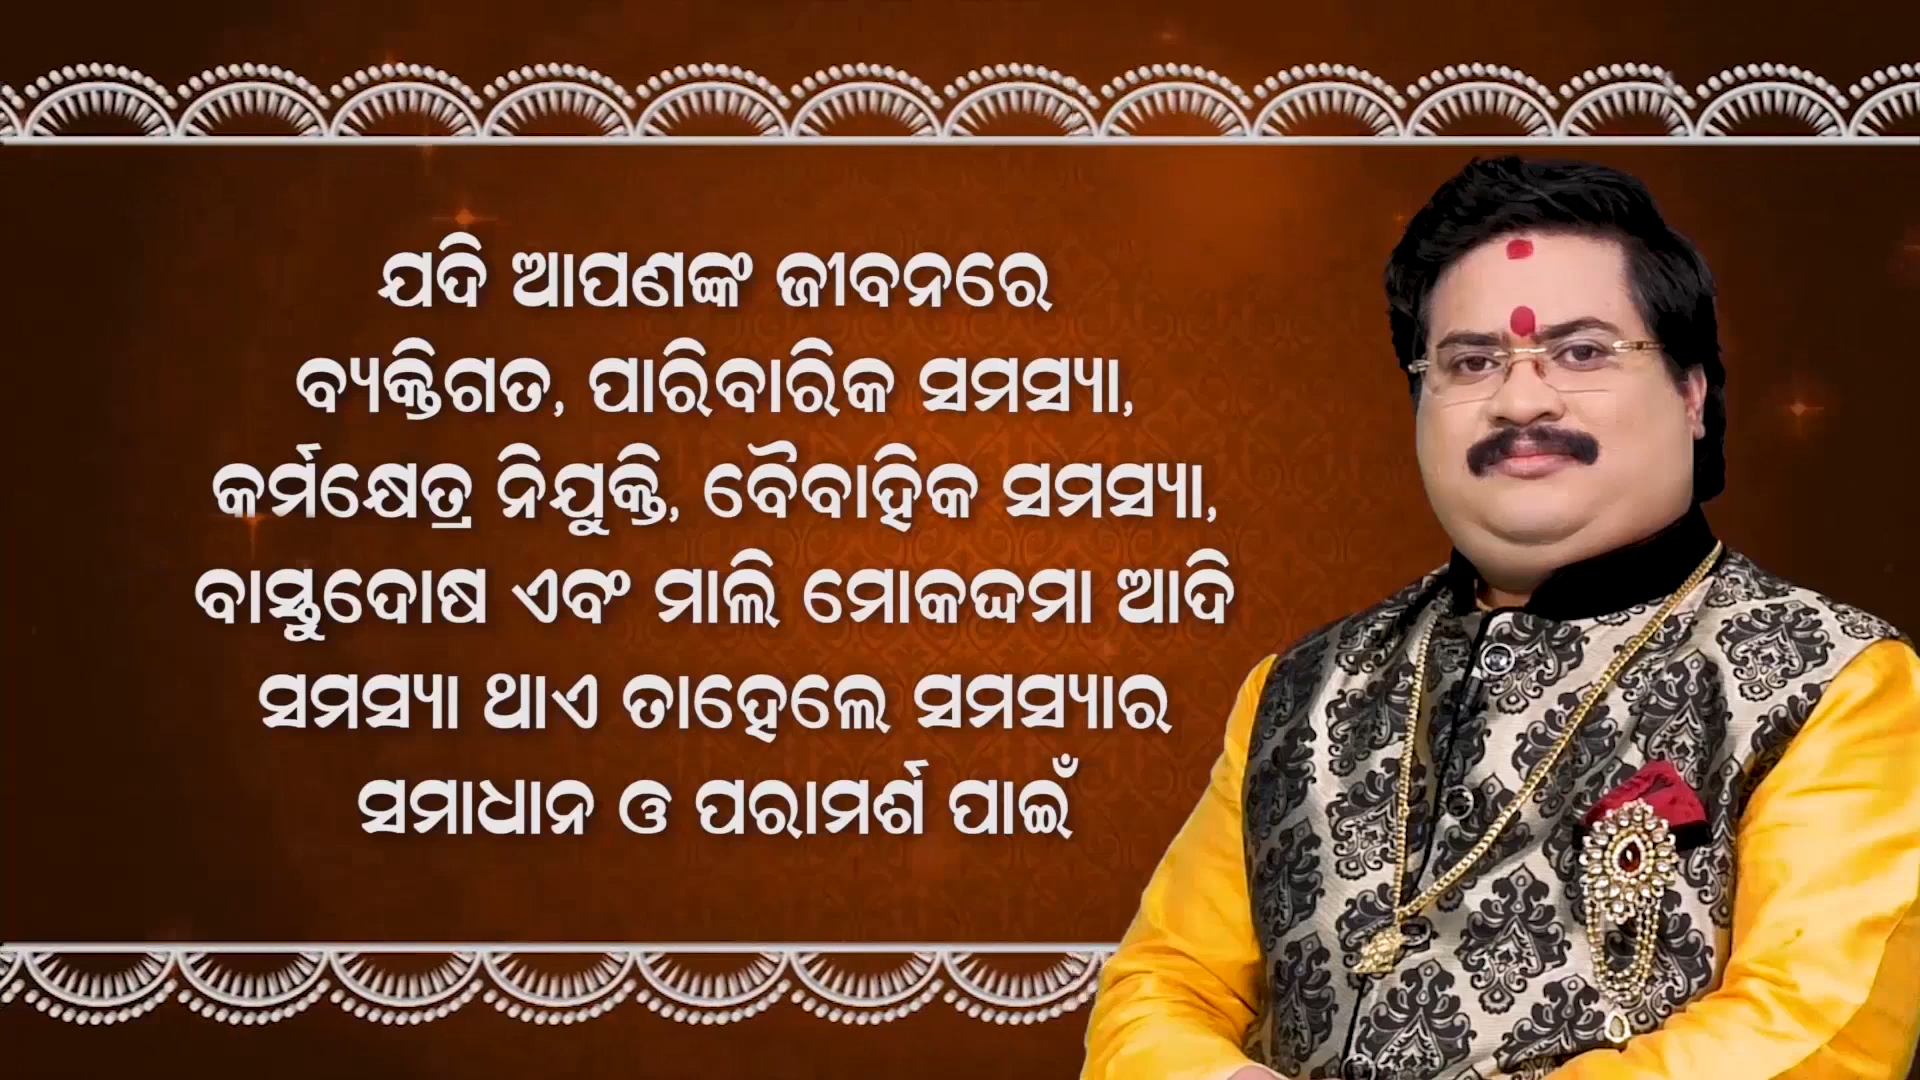 ଯଦି ଆପଣଙ୍କ ଜୀବନରେ
ବ୍ୟକ୍ତିଗତ, ପାରିବାରିକ ସମସ୍ୟା,
କର୍ମକ୍ଷେତ୍ର ନିଯୁକ୍ତି, ବୈବାହିକ ସମସ୍ୟା,
ବାସ୍ତୁଦୋଷ ଏବଂ ମାଲି ମୋକଦ୍ଦମା ଆଦି
ସମସ୍ୟା ଥାଏ ତାହେଲେ ସମସ୍ୟାର
ସମାଧାନ ଓ ପରାମର୍ଶ ପାଇଁ